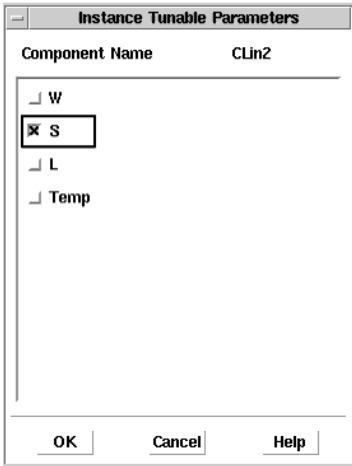 Instance Tunable Parameters
Component Name CLin2
W
S
L
Temp
OK Cancel Help